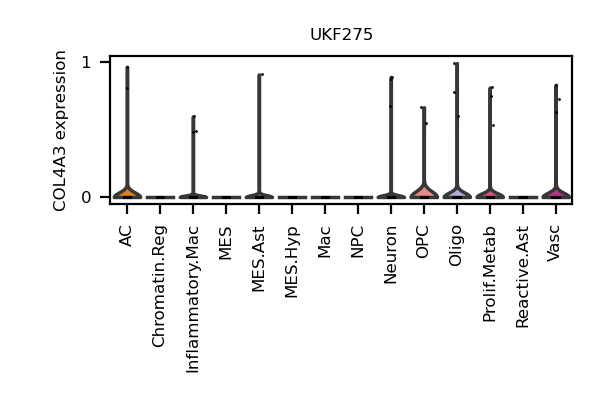 UKF275
COL4A3 expression
1
0
AC
Chromatin.Reg
Inflammatory.Mac
MES
MES.Ast
MES.Hyp
Mac
NPC
Neuron
OPC
Oligo
Prolif.Metab
Reactive.Ast
Vasc